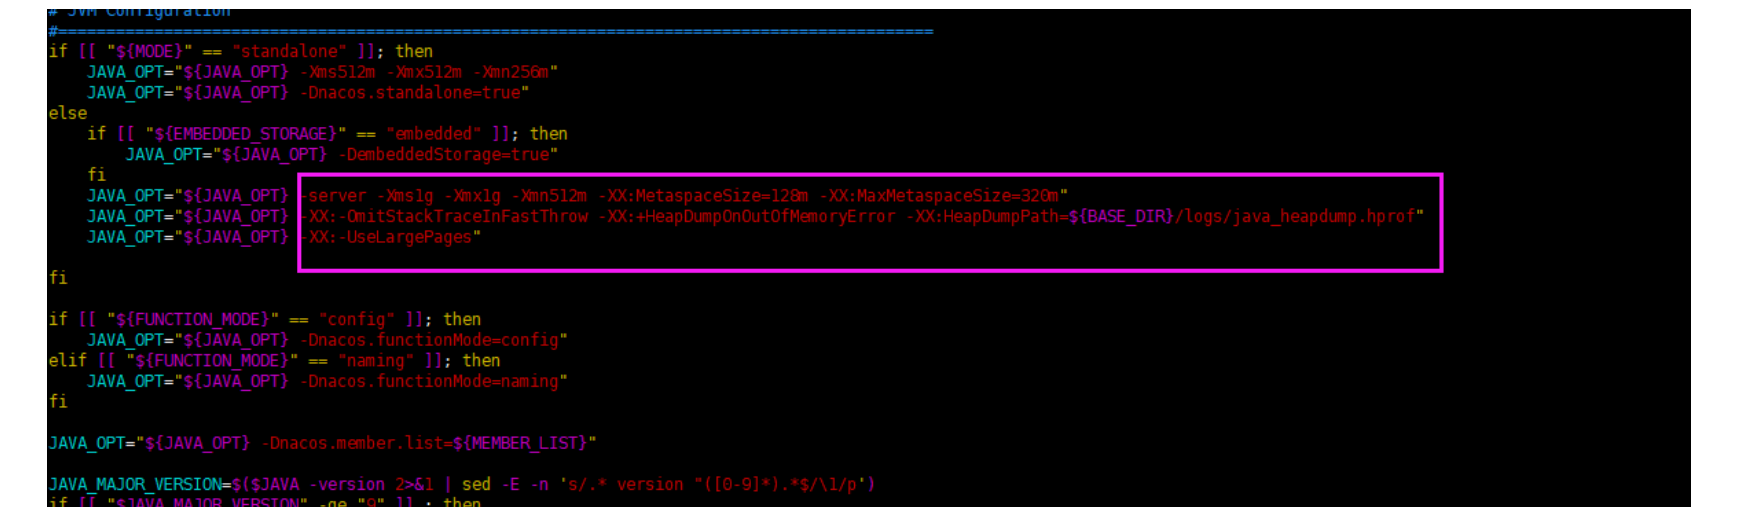 # JVM Configuration
#===========================================================================================
if [[ "${MODE}" == "standalone" ]]; then
    JAVA_OPT="${JAVA_OPT} -Xms512m -Xmx512m -Xmn256m"
    JAVA_OPT="${JAVA_OPT} -Dnacos.standalone=true"
else
    if [[ "${EMBEDDED_STORAGE}" == "embedded" ]]; then
        JAVA_OPT="${JAVA_OPT} -DembeddedStorage=true"
    fi
    JAVA_OPT="${JAVA_OPT} -server -Xms1g -Xmx1g -Xmn512m -XX:MetaspaceSize=128m -XX:MaxMetaspaceSize=320m"
    JAVA_OPT="${JAVA_OPT} -XX:-OmitStackTraceInFastThrow -XX:+HeapDumpOnOutOfMemoryError -XX:HeapDumpPath=${BASE_DIR}/logs/java_heapdump.hprof"
    JAVA_OPT="${JAVA_OPT} -XX:-UseLargePages"
fi
if [[ "${FUNCTION_MODE}" == "config" ]]; then
    JAVA_OPT="${JAVA_OPT} -Dnacos.functionMode=config"
elif [[ "${FUNCTION_MODE}" == "naming" ]]; then
    JAVA_OPT="${JAVA_OPT} -Dnacos.functionMode=naming"
fi
JAVA_OPT="${JAVA_OPT} -Dnacos.member.list=${MEMBER_LIST}"
JAVA_MAJOR_VERSION=$($JAVA -version 2>&1 | sed -E -n 's/.* version "([0-9]*).*$/\1/p')
if [[ "$JAVA_MAJOR_VERSION" -ge "9" ]] ; then